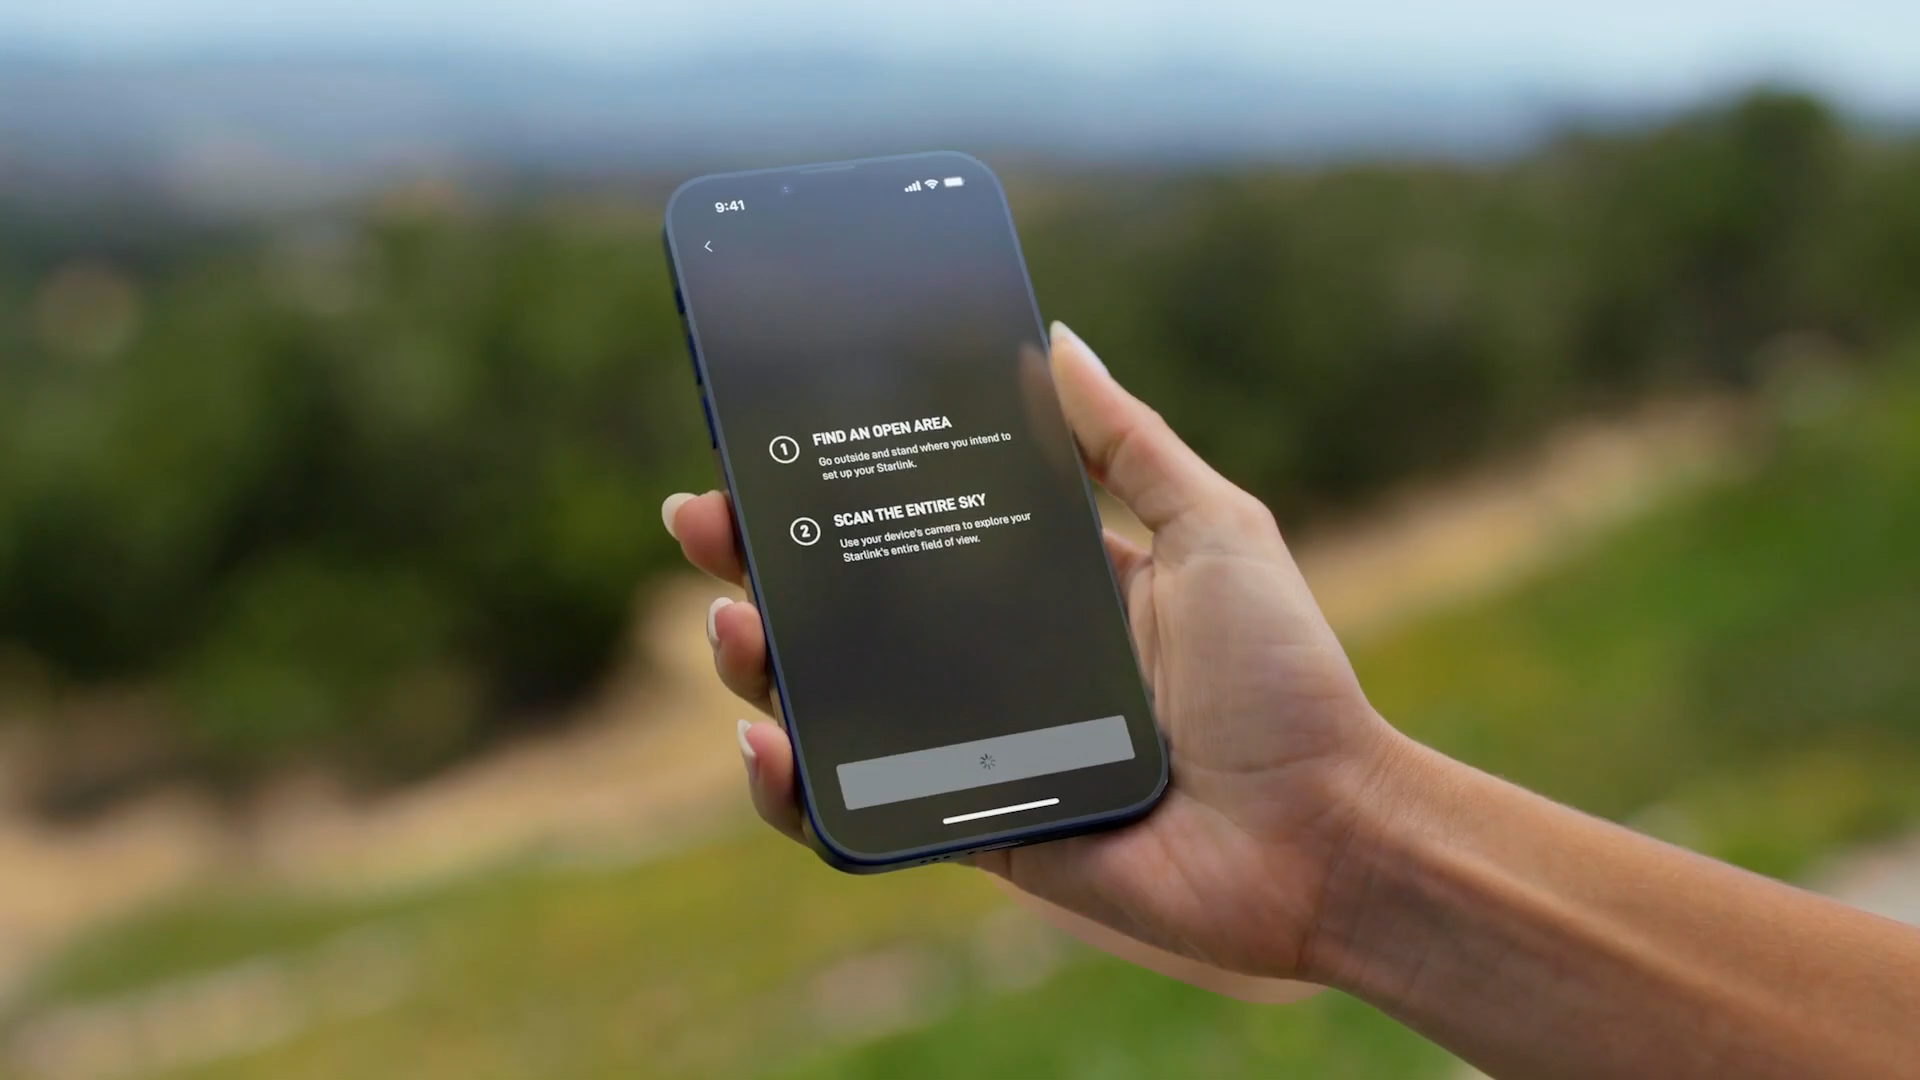 9:41
1
FIND AN OPEN AREA
Go outside and stand where you intend to
set up your Starlink.
2
SCAN THE ENTIRE SKY
Use your device's camera to explore your
Starlink's entire field of view.